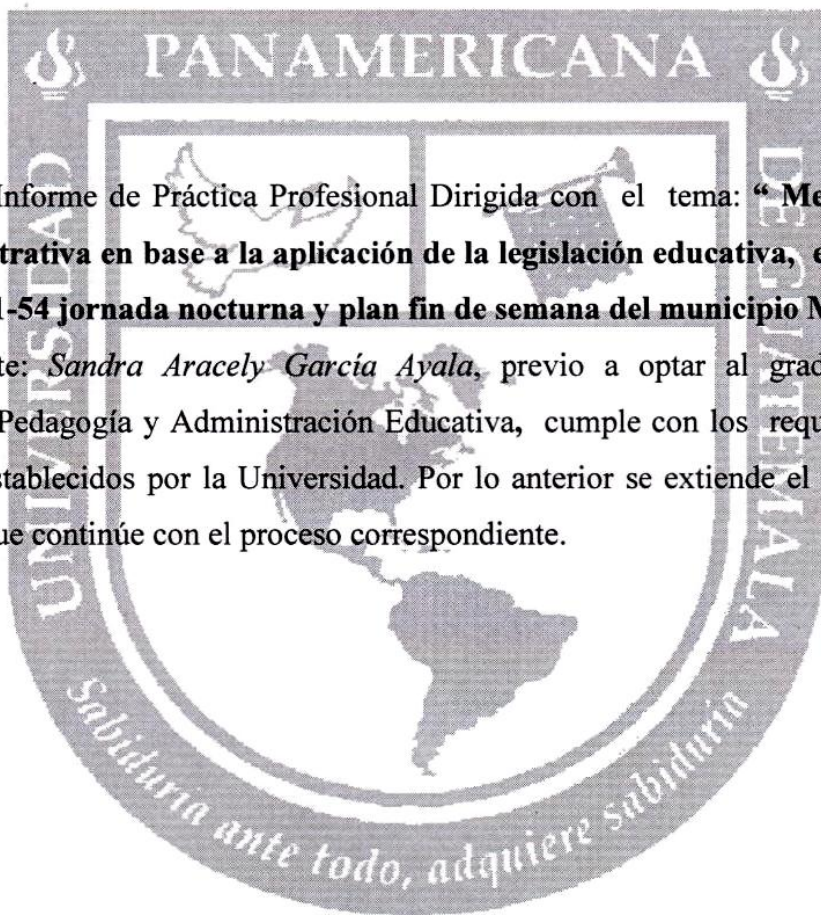 PANAMERICANA
UNIVERSIDAD
DE GUATEMALA
Informe de Práctica Profesional Dirigida con el tema: “ Me
trativa en base a la aplicación de la legislación educativa, e
1-54 jornada nocturna y plan fin de semana del municipio M
te: Sandra Aracely García Ayala, previo a optar al grad
Pedagogía y Administración Educativa, cumple con los requ
stablecidos por la Universidad. Por lo anterior se extiende el
ue continúe con el proceso correspondiente.
Sabiduría ante todo, adquiere sabiduría